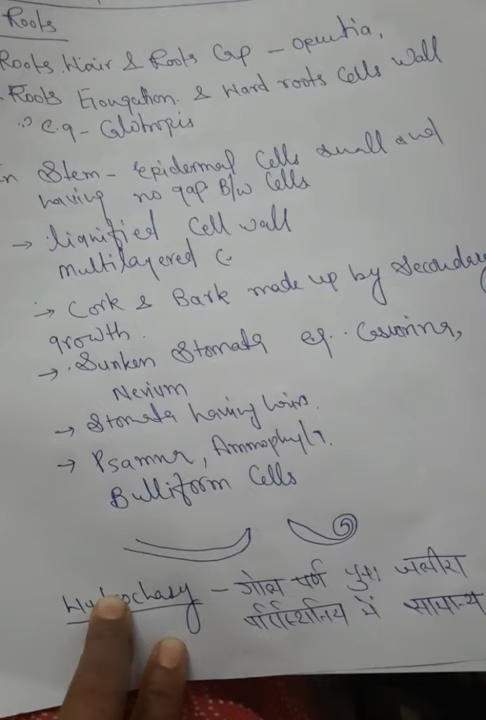 Roots
Roots Hair & Roots Cap - Opuntia,
Roots Elongation & Hard roots cells wall
e.g - Calotropis
Stem - epidermal cells small and
having no gap B/w cells
→ lignified cell wall
multilayered
→ Cork & Bark made up by Secondary
growth.
→ Sunken Stomata eg. Casurina,
Nerium
→ Stomata having hairs.
→ Psamma, Ammophyla.
Bulliform Cells
- गोल पर्ण युक्त जलीय
परिस्थितिय में सामान्य